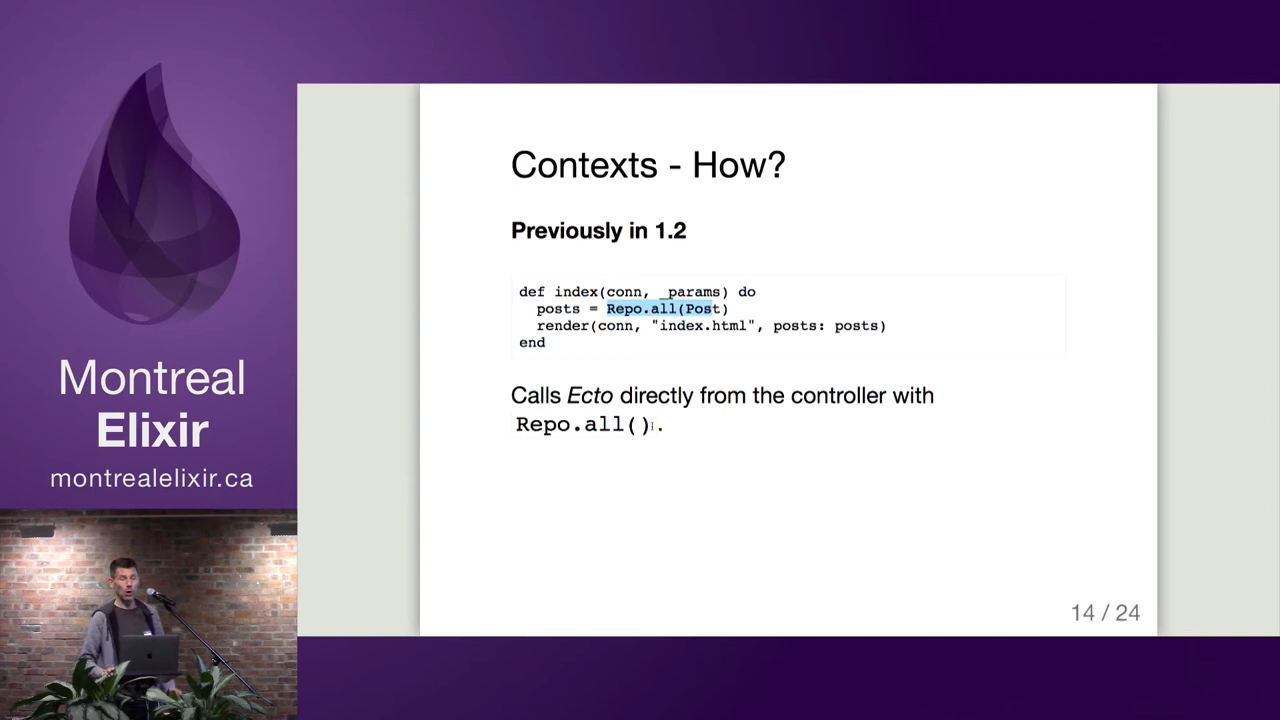 Montreal
Elixir
montrealelixir.ca
Contexts - How?
Previously in 1.2
def index(conn, _params) do
  posts = Repo.all(Post)
  render(conn, "index.html", posts: posts)
end
Calls Ecto directly from the controller with
Repo.all().
14 / 24